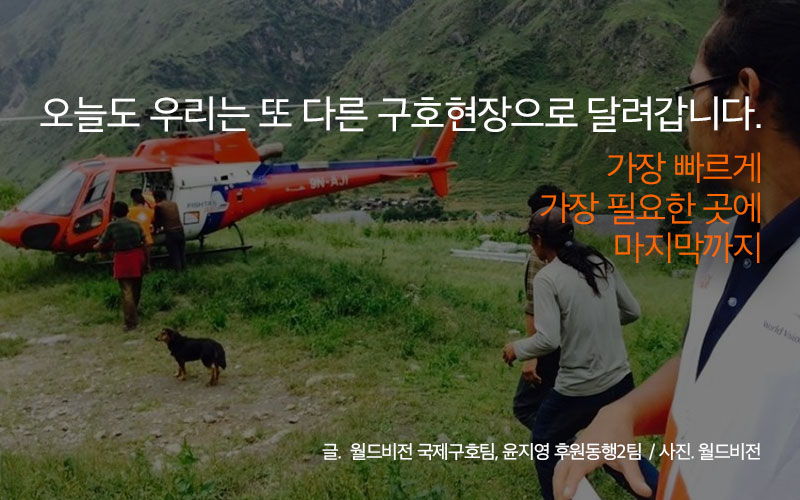 오늘도 우리는 또 다른 구호현장으로 달려갑니다.
가장 빠르게
가장 필요한 곳에
마지막까지
9N-AJI
FISHTAIL
World Vision
글. 월드비전 국제구호팀, 윤지영 후원동행2팀 / 사진. 월드비전